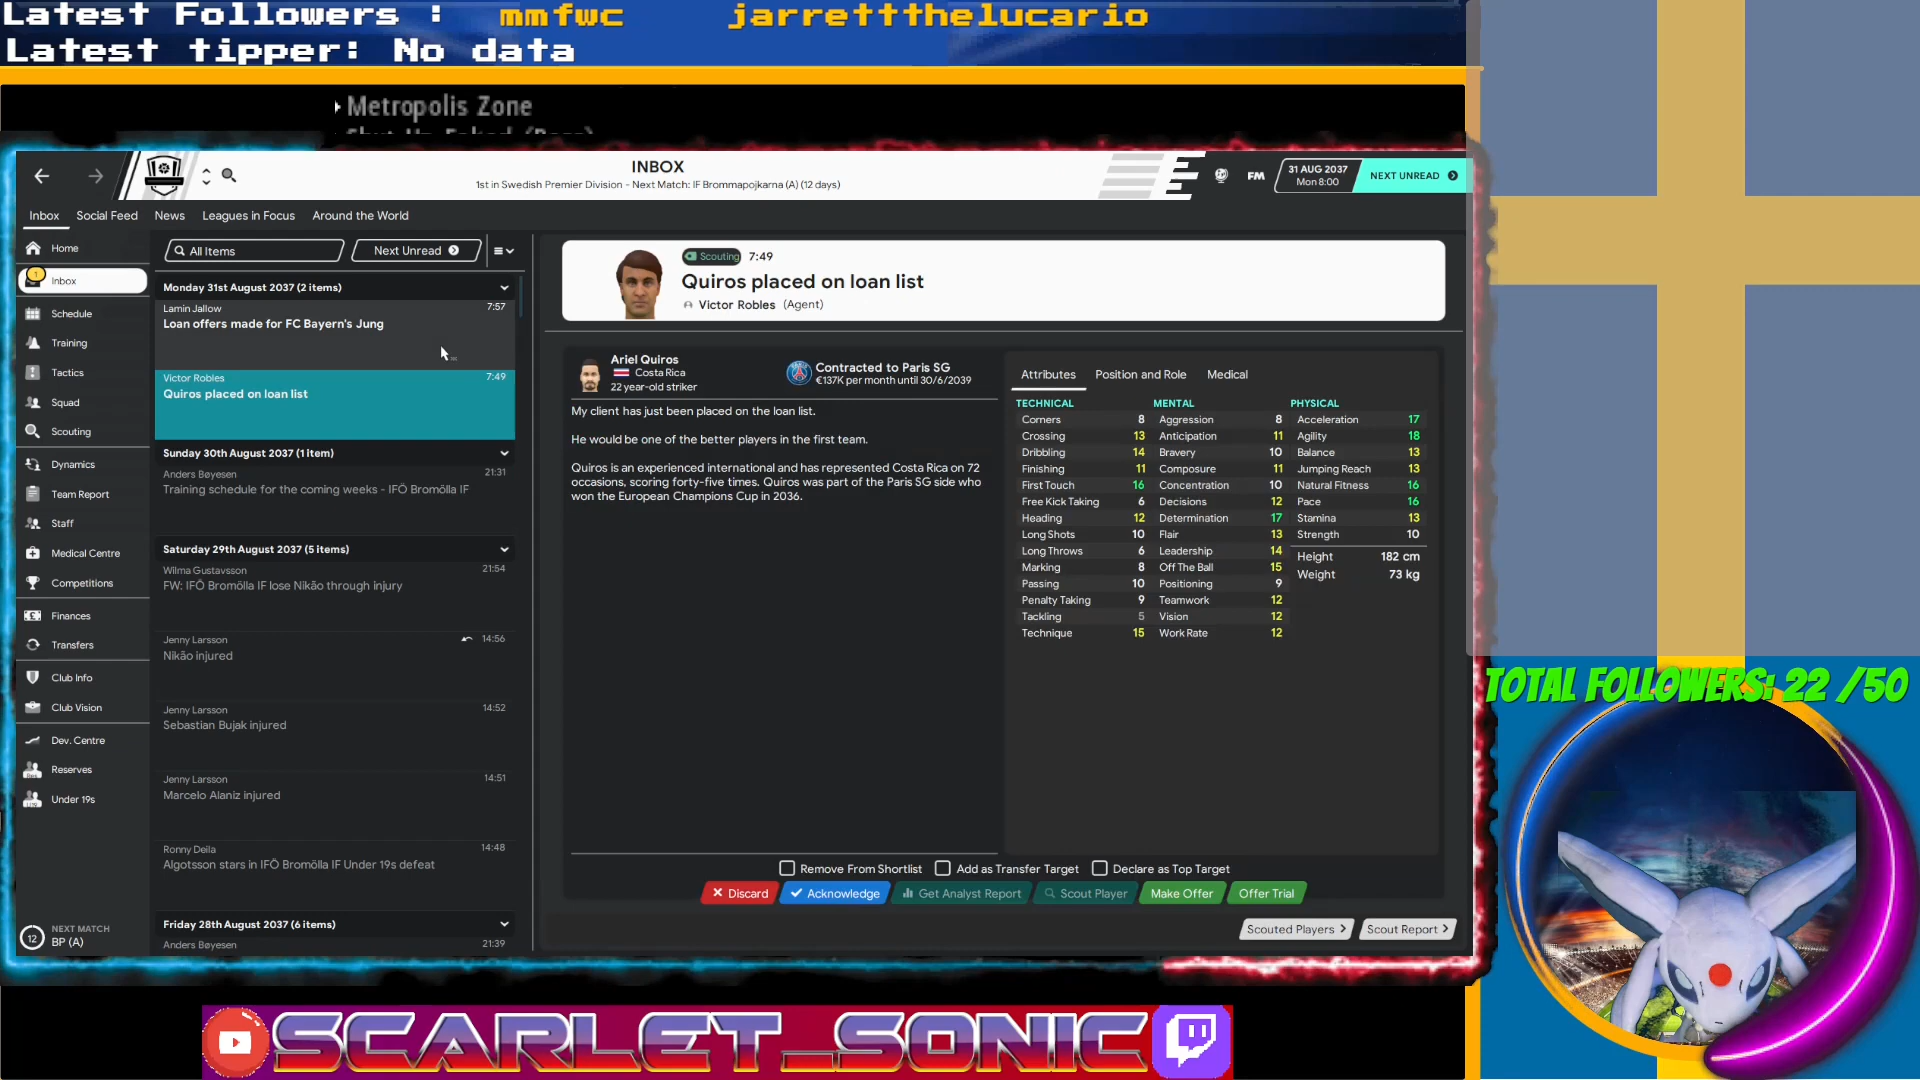 Latest Followers : mmfwc jarrettthelucario
Latest tipper: No data
Metropolis Zone
INBOX
1st in Swedish Premier Division - Next Match: IF Brommapojkarna (A) (12 days)
FM
31 AUG 2037
Mon 8:00
NEXT UNREAD
Inbox Social Feed News Leagues in Focus Around the World
Home
1
Inbox
Schedule
Training
Tactics
Squad
Scouting
Dynamics
Team Report
Staff
Medical Centre
Competitions
Finances
Transfers
Club Info
Club Vision
Dev. Centre
Reserves
Under 19s
12
NEXT MATCH
BP (A)
All Items
Next Unread
Monday 31st August 2037 (2 items)
Lamin Jallow 7:57
Loan offers made for FC Bayern's Jung
Victor Robles 7:49
Quiros placed on loan list
Sunday 30th August 2037 (1 item)
Anders Bøyesen 21:31
Training schedule for the coming weeks - IFÖ Bromölla IF
Saturday 29th August 2037 (5 items)
Wilma Gustavsson 21:54
FW: IFÖ Bromölla IF lose Nikão through injury
Jenny Larsson 14:56
Nikão injured
Jenny Larsson 14:52
Sebastian Bujak injured
Jenny Larsson 14:51
Marcelo Alaniz injured
Ronny Deila 14:48
Algotsson stars in IFÖ Bromölla IF Under 19s defeat
Friday 28th August 2037 (6 items)
Anders Bøyesen 21:39
Scouting 7:49
Quiros placed on loan list
Victor Robles (Agent)
Ariel Quiros
Costa Rica
22 year-old striker
Contracted to Paris SG
€137K per month until 30/6/2039
My client has just been placed on the loan list.
He would be one of the better players in the first team.
Quiros is an experienced international and has represented Costa Rica on 72
occasions, scoring forty-five times. Quiros was part of the Paris SG side who
won the European Champions Cup in 2036.
Attributes Position and Role Medical
TECHNICAL MENTAL PHYSICAL
Corners 8 Aggression 8 Acceleration 17
Crossing 13 Anticipation 11 Agility 18
Dribbling 14 Bravery 10 Balance 13
Finishing 11 Composure 11 Jumping Reach 13
First Touch 16 Concentration 10 Natural Fitness 16
Free Kick Taking 6 Decisions 12 Pace 16
Heading 12 Determination 17 Stamina 13
Long Shots 10 Flair 13 Strength 10
Long Throws 6 Leadership 14 Height 182 cm
Marking 8 Off The Ball 15 Weight 73 kg
Passing 10 Positioning 9
Penalty Taking 9 Teamwork 12
Tackling 5 Vision 12
Technique 15 Work Rate 12
Remove From Shortlist Add as Transfer Target Declare as Top Target
Discard Acknowledge Get Analyst Report Scout Player Make Offer Offer Trial
Scouted Players Scout Report
TOTAL FOLLOWERS: 22 /50
SCARLET_SONIC